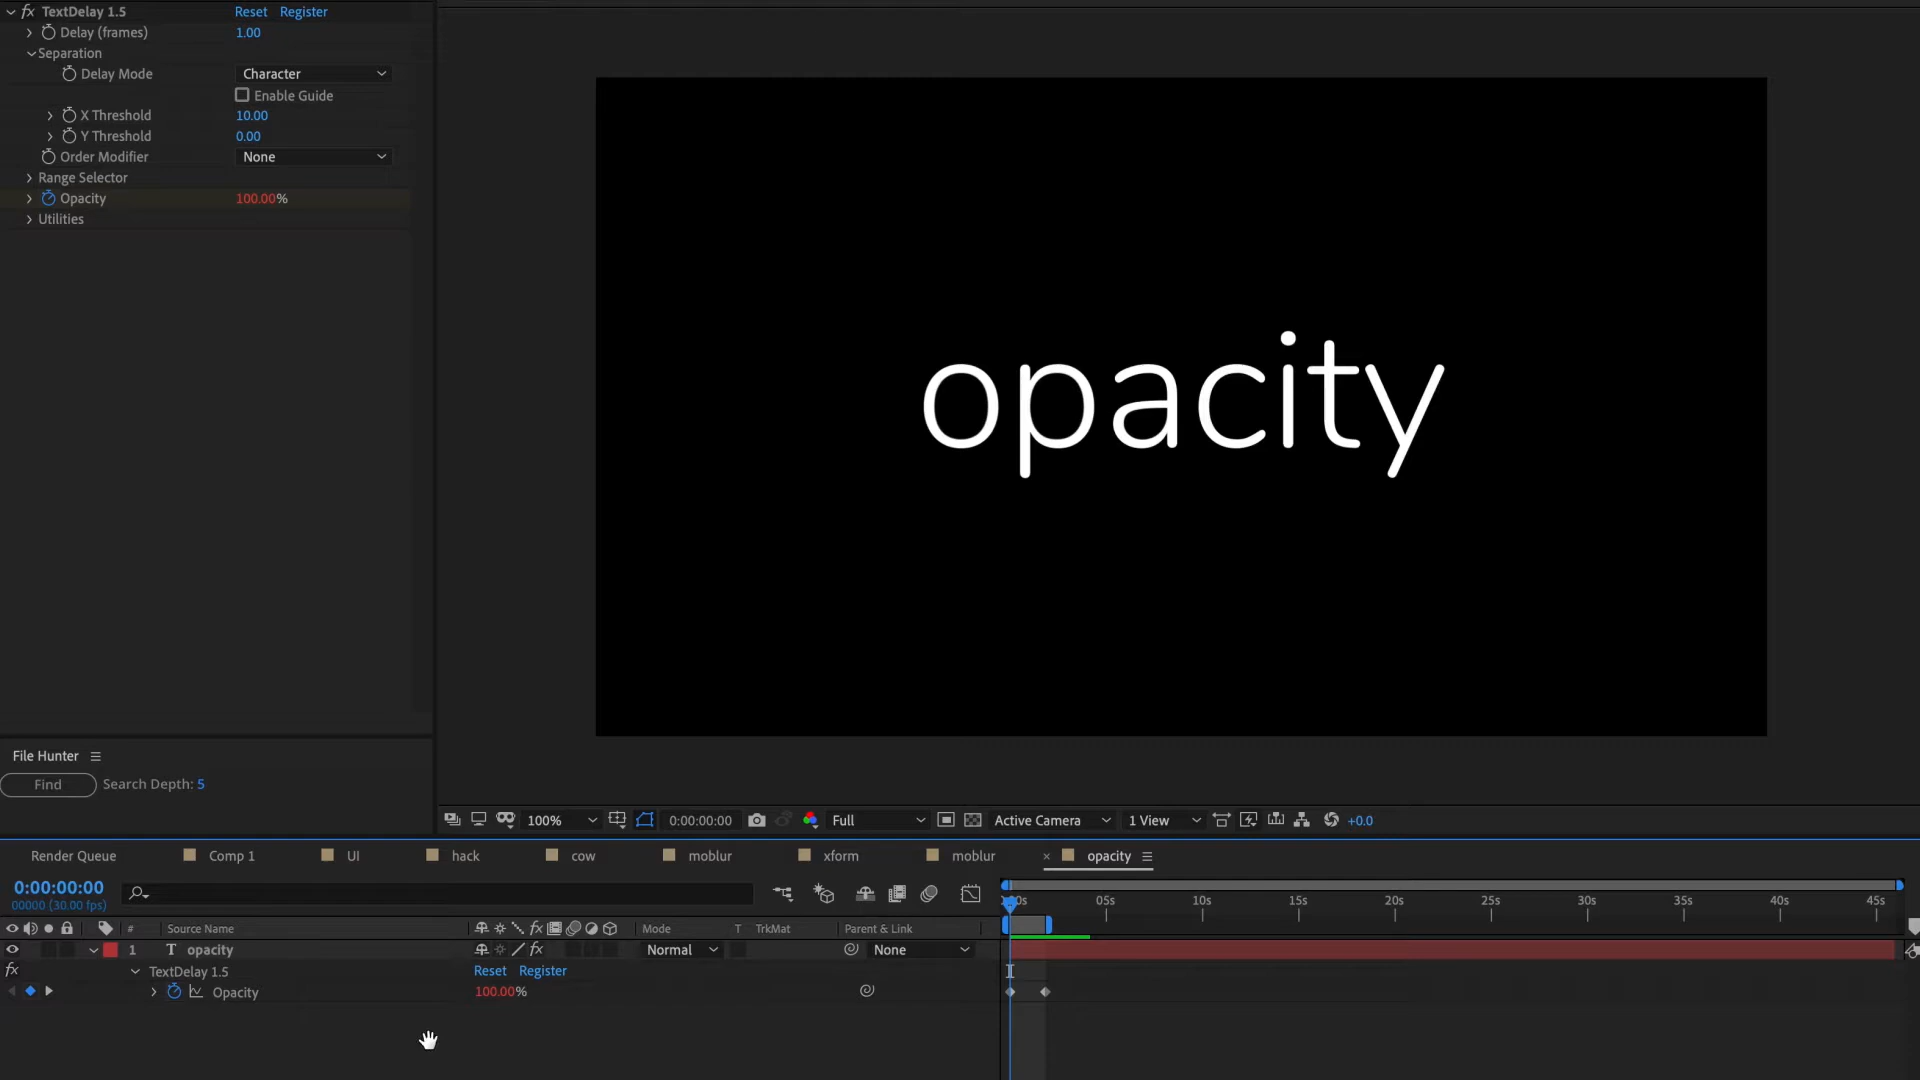 TextDelay 1.5 Reset Register
Delay (frames) 1.00
Separation
Delay Mode Character
Enable Guide
X Threshold 10.00
Y Threshold 0.00
Order Modifier None
Range Selector
Opacity 100.00%
Utilities
opacity
File Hunter
Find Search Depth: 5
100% 0:00:00:00 Full Active Camera 1 View +0.0
Render Queue Comp 1 UI hack cow moblur xform moblur opacity
0:00:00:00
00000 (30.00 fps)
05s 10s 15s 20s 25s 30s 35s 40s 45s
# Source Name Mode T TrkMat Parent & Link
1 T opacity Normal None
fx TextDelay 1.5 Reset Register
Opacity 100.00%